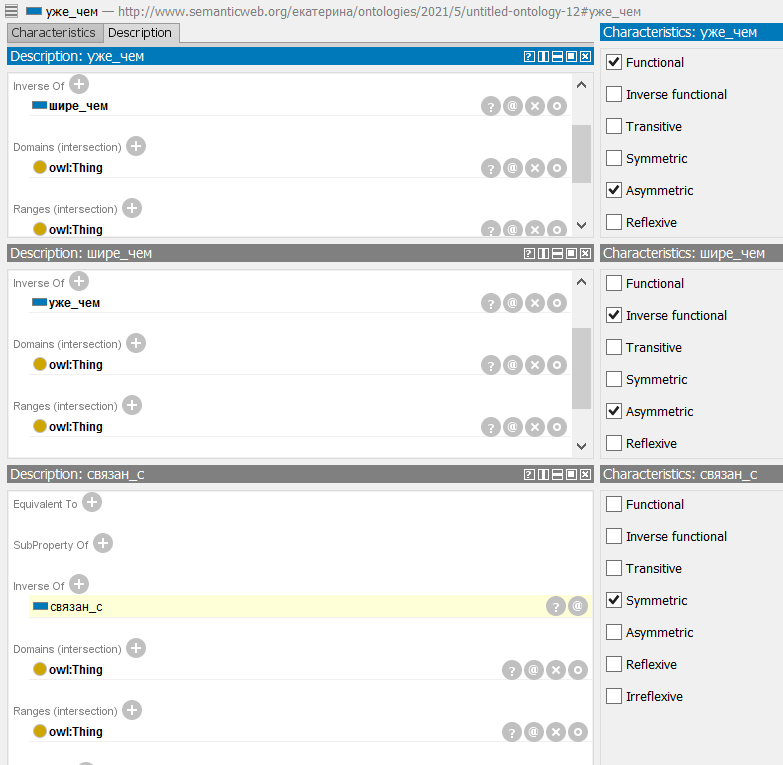 уже_чем — http://www.semanticweb.org/екатерина/ontologies/2021/5/untitled-ontology-12#уже_чем
Characteristics Description
Description: уже_чем
Inverse Of
шире_чем
Domains (intersection)
owl:Thing
Ranges (intersection)
owl:Thing
Characteristics: уже_чем
Functional
Inverse functional
Transitive
Symmetric
Asymmetric
Reflexive
Description: шире_чем
Inverse Of
уже_чем
Domains (intersection)
owl:Thing
Ranges (intersection)
owl:Thing
Characteristics: шире_чем
Functional
Inverse functional
Transitive
Symmetric
Asymmetric
Reflexive
Description: связан_с
Equivalent To
SubProperty Of
Inverse Of
связан_с
Domains (intersection)
owl:Thing
Ranges (intersection)
owl:Thing
Characteristics: связан_с
Functional
Inverse functional
Transitive
Symmetric
Asymmetric
Reflexive
Irreflexive